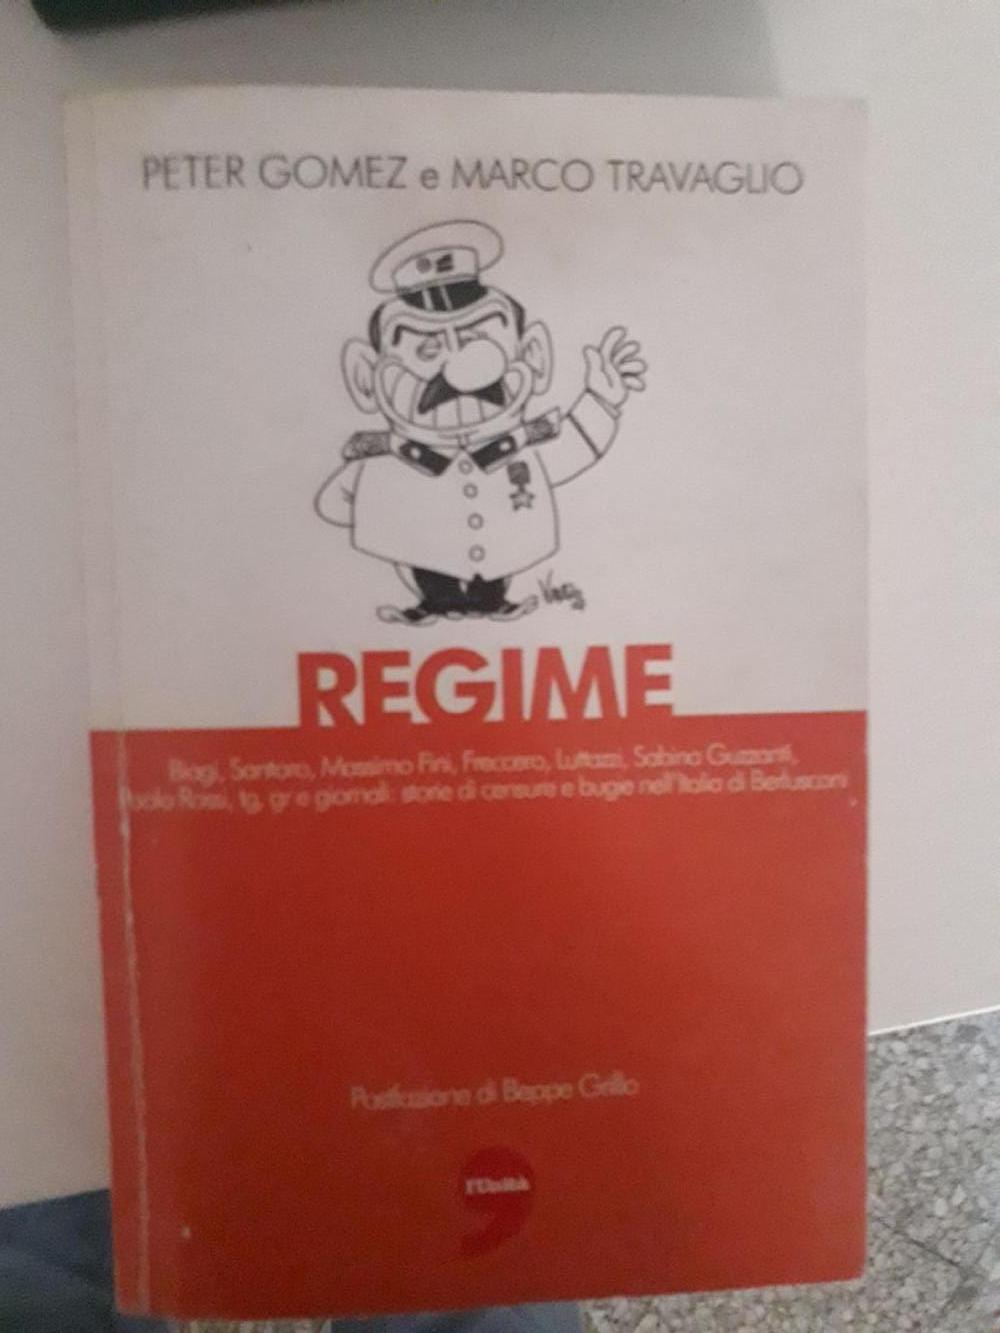 PETER GOMEZ e MARCO TRAVAGLIO
REGIME
Biagi, Santoro, Massimo Fini, Freccero, Luttazzi, Sabina Guzzanti,
Paolo Rossi, tg, gr e giornali: storie di censure e bugie nell'Italia di Berlusconi
Postfazione di Beppe Grillo
l'Unità